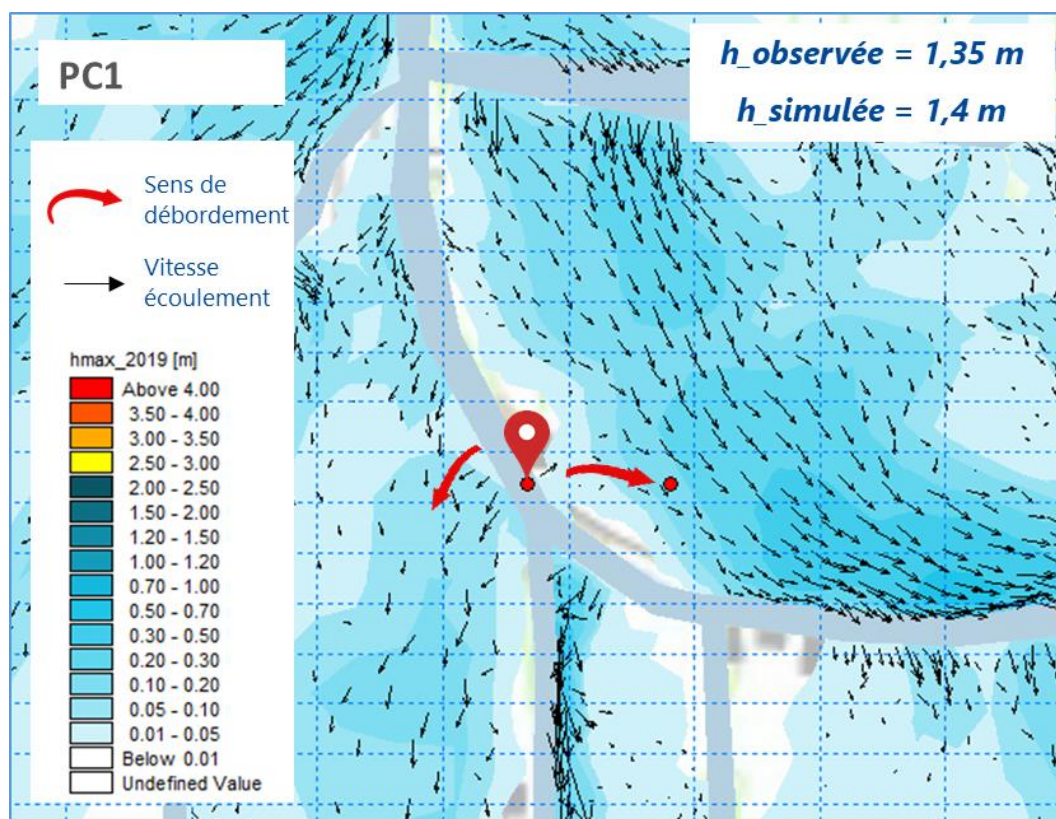 PC1
h_observée = 1,35 m
h_simulée = 1,4 m
Sens de
débordement
Vitesse
écoulement
hmax_2019 [m]
Above 4.00
3.50 - 4.00
3.00 - 3.50
2.50 - 3.00
2.00 - 2.50
1.50 - 2.00
1.20 - 1.50
1.00 - 1.20
0.70 - 1.00
0.50 - 0.70
0.30 - 0.50
0.20 - 0.30
0.10 - 0.20
0.05 - 0.10
0.01 - 0.05
Below 0.01
Undefined Value